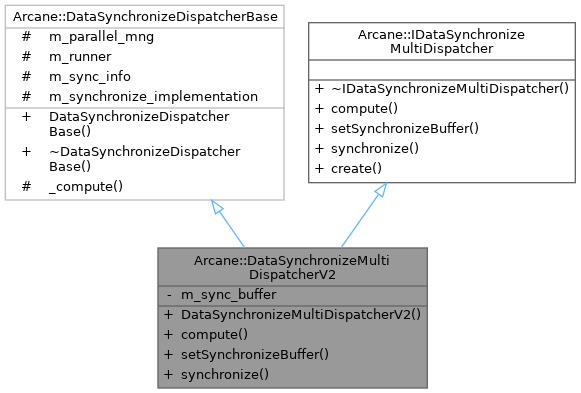 Arcane::DataSynchronizeDispatcherBase
# m_parallel_mng
# m_runner
# m_sync_info
# m_synchronize_implementation
+ DataSynchronizeDispatcher
Base()
+ ~DataSynchronizeDispatcher
Base()
# _compute()
Arcane::IDataSynchronize
MultiDispatcher
+ ~IDataSynchronizeMultiDispatcher()
+ compute()
+ setSynchronizeBuffer()
+ synchronize()
+ create()
Arcane::DataSynchronizeMulti
DispatcherV2
- m_sync_buffer
+ DataSynchronizeMultiDispatcherV2()
+ compute()
+ setSynchronizeBuffer()
+ synchronize()